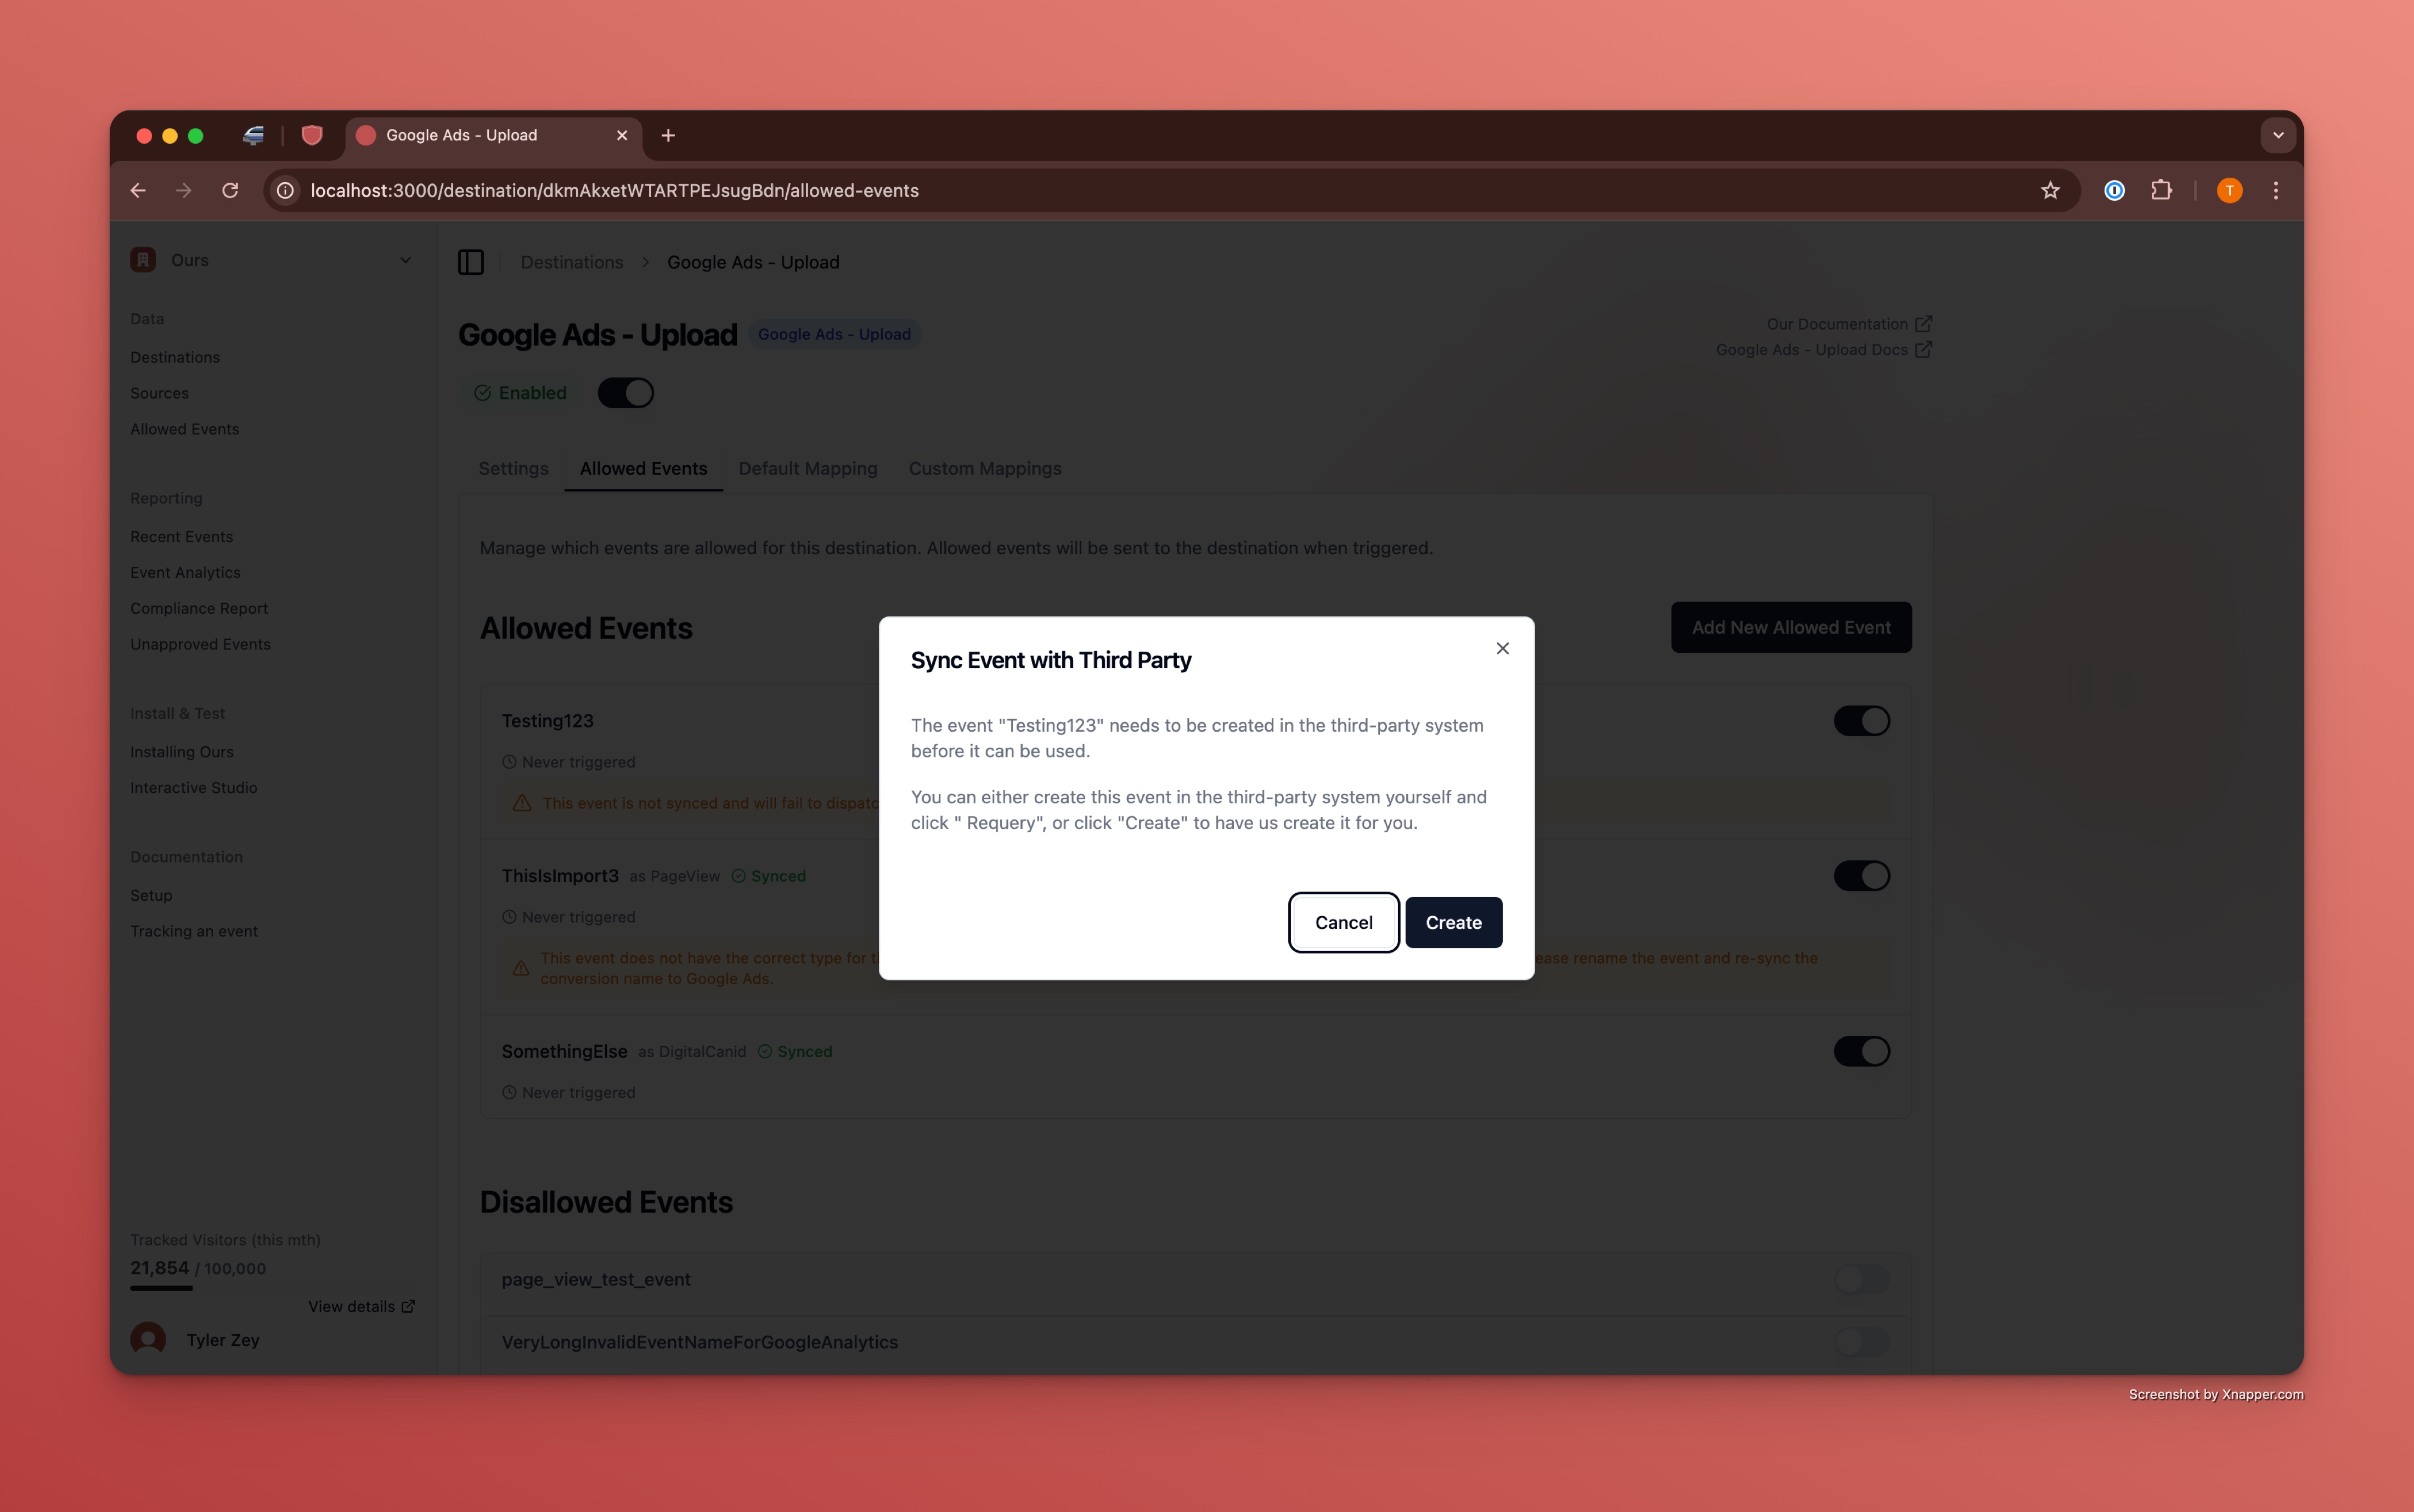 Google Ads - Upload
localhost:3000/destination/dkmAkxetWTARTPEJsugBdn/allowed-events
T
Ours
Data
Destinations
Sources
Allowed Events
Reporting
Recent Events
Event Analytics
Compliance Report
Unapproved Events
Install & Test
Installing Ours
Interactive Studio
Documentation
Setup
Tracking an event
Tracked Visitors (this mth)
21,854 / 100,000
View details
Tyler Zey
Destinations > Google Ads - Upload
Google Ads - Upload Google Ads - Upload
Our Documentation
Google Ads - Upload Docs
Enabled
Settings Allowed Events Default Mapping Custom Mappings
Manage which events are allowed for this destination. Allowed events will be sent to the destination when triggered.
Allowed Events
Add New Allowed Event
Testing123
Never triggered
This event is not synced and will fail to dispatc
ThisIsImport3 as PageView Synced
Never triggered
This event does not have the correct type for t
ease rename the event and re-sync the
conversion name to Google Ads.
SomethingElse as DigitalCanid Synced
Never triggered
Disallowed Events
page_view_test_event
VeryLongInvalidEventNameForGoogleAnalytics
Sync Event with Third Party
The event "Testing123" needs to be created in the third-party system
before it can be used.
You can either create this event in the third-party system yourself and
click " Requery", or click "Create" to have us create it for you.
Cancel Create
Screenshot by Xnapper.com